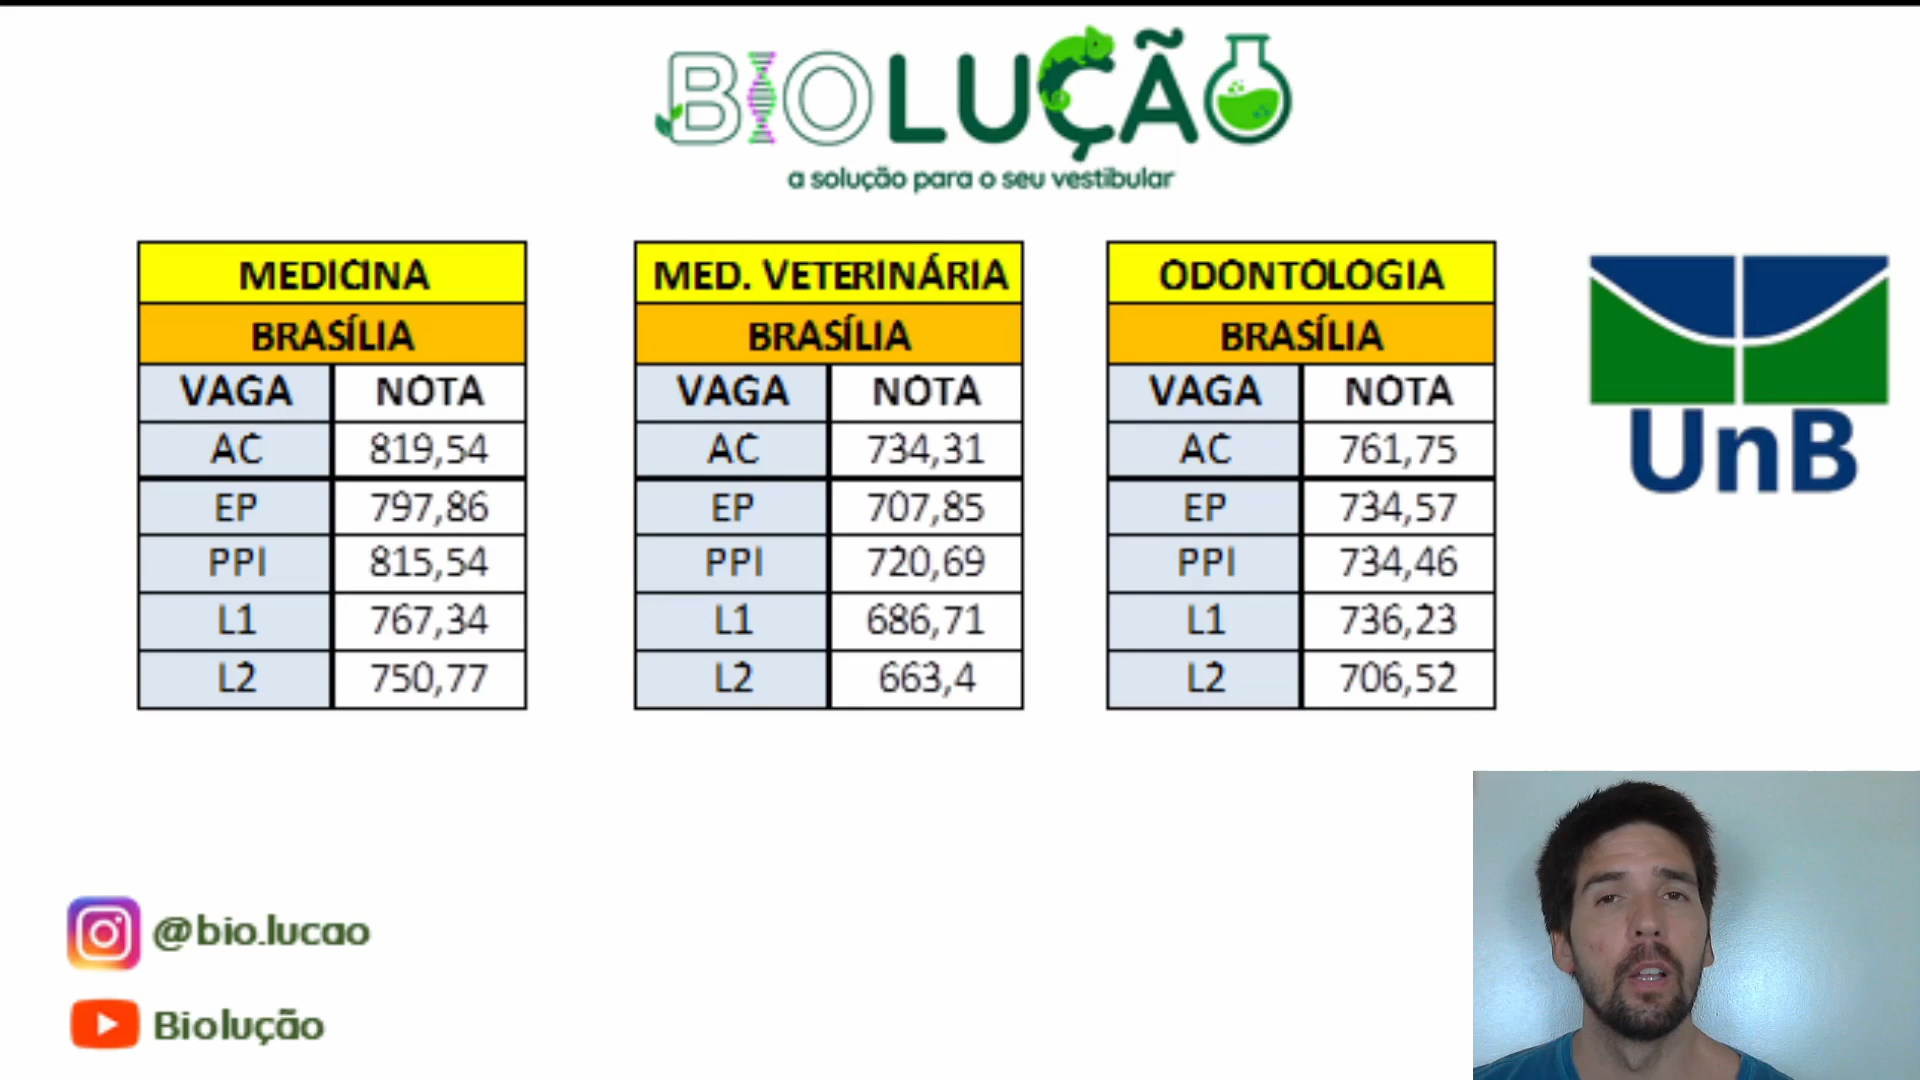 BIOLUÇÃO
a solução para o seu vestibular
MEDICINA
BRASÍLIA
VAGA NOTA
AC 819,54
EP 797,86
PPI 815,54
L1 767,34
L2 750,77
MED. VETERINÁRIA
BRASÍLIA
VAGA NOTA
AC 734,31
EP 707,85
PPI 720,69
L1 686,71
L2 663,4
ODONTOLOGIA
BRASÍLIA
VAGA NOTA
AC 761,75
EP 734,57
PPI 734,46
L1 736,23
L2 706,52
UnB
@bio.lucao
Biolução